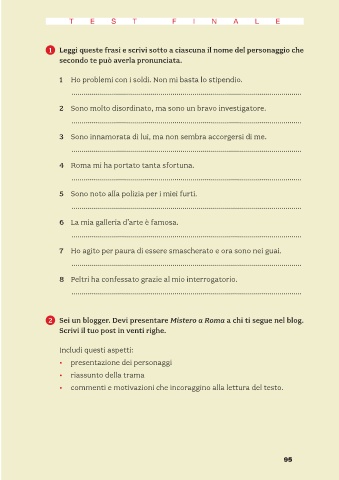 TEST FINALE
1 Leggi queste frasi e scrivi sotto a ciascuna il nome del personaggio che
secondo te può averla pronunciata.
1 Ho problemi con i soldi. Non mi basta lo stipendio.
2 Sono molto disordinato, ma sono un bravo investigatore.
3 Sono innamorata di lui, ma non sembra accorgersi di me.
4 Roma mi ha portato tanta sfortuna.
5 Sono noto alla polizia per i miei furti.
6 La mia galleria d'arte è famosa.
7 Ho agito per paura di essere smascherato e ora sono nei guai.
8 Peltri ha confessato grazie al mio interrogatorio.
2 Sei un blogger. Devi presentare Mistero a Roma a chi ti segue nel blog.
Scrivi il tuo post in venti righe.
Includi questi aspetti:
• presentazione dei personaggi
• riassunto della trama
• commenti e motivazioni che incoraggino alla lettura del testo.
95